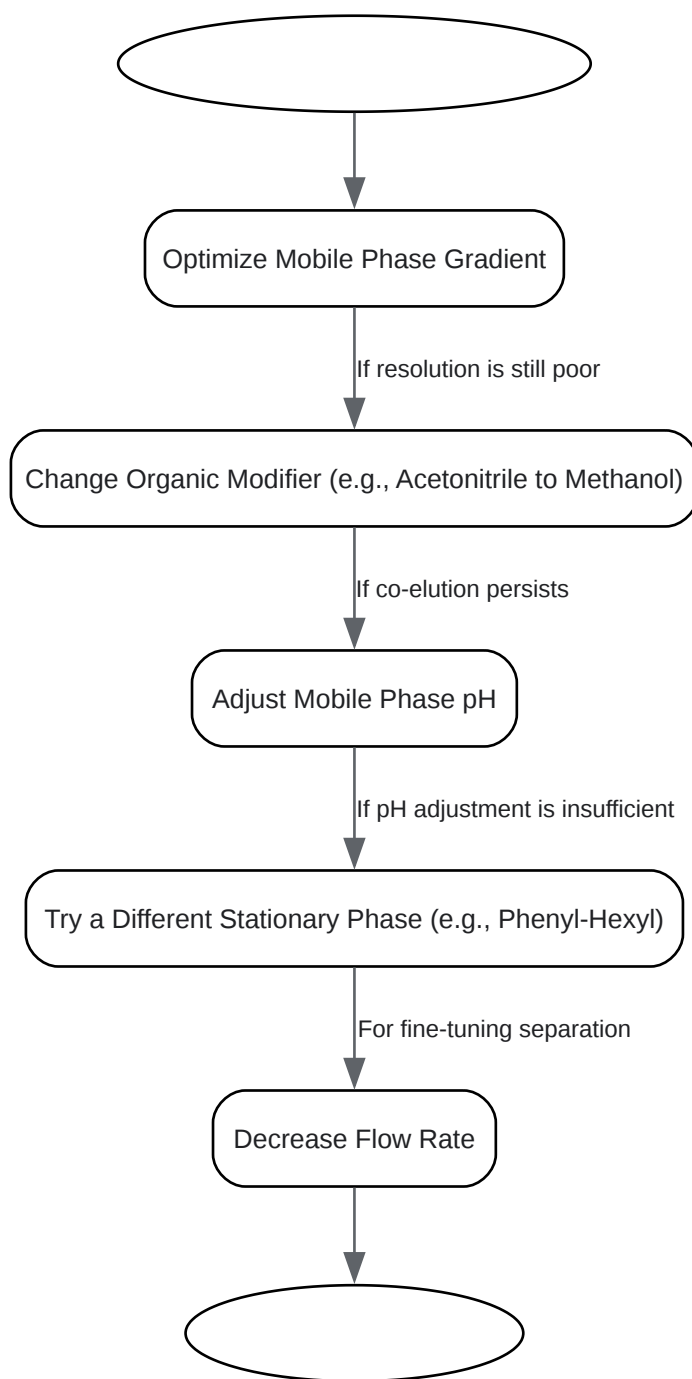 Optimize Mobile Phase Gradient
If resolution is still poor
Change Organic Modifier (e.g., Acetonitrile to Methanol)
If co-elution persists
Adjust Mobile Phase pH
If pH adjustment is insufficient
Try a Different Stationary Phase (e.g., Phenyl-Hexyl)
For fine-tuning separation
Decrease Flow Rate